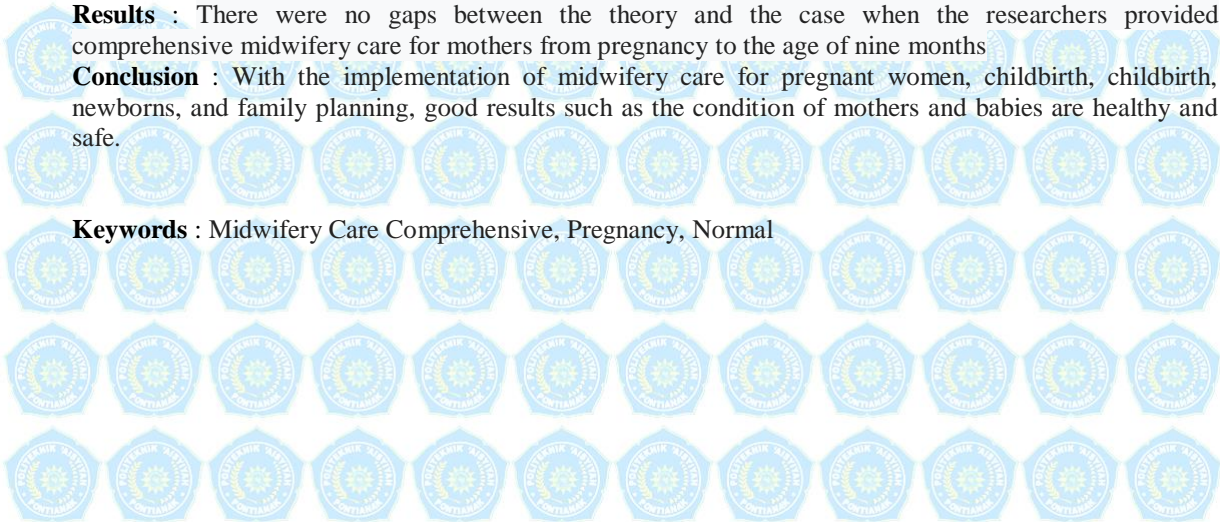 Results : There were no gaps between the theory and the case when the researchers provided
comprehensive midwifery care for mothers from pregnancy to the age of nine months
Conclusion : With the implementation of midwifery care for pregnant women, childbirth, childbirth,
newborns, and family planning, good results such as the condition of mothers and babies are healthy and
safe.
Keywords : Midwifery Care Comprehensive, Pregnancy, Normal